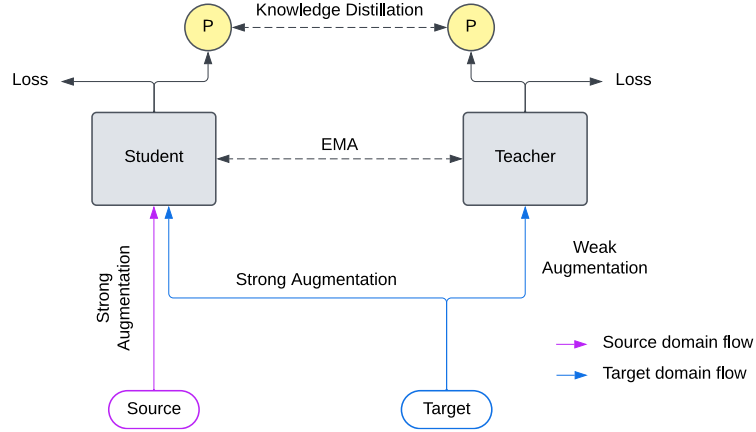 Knowledge Distillation
P
P
Loss
Loss
Student
EMA
Teacher
Strong
Augmentation
Strong Augmentation
Weak
Augmentation
Source domain flow
Target domain flow
Source
Target